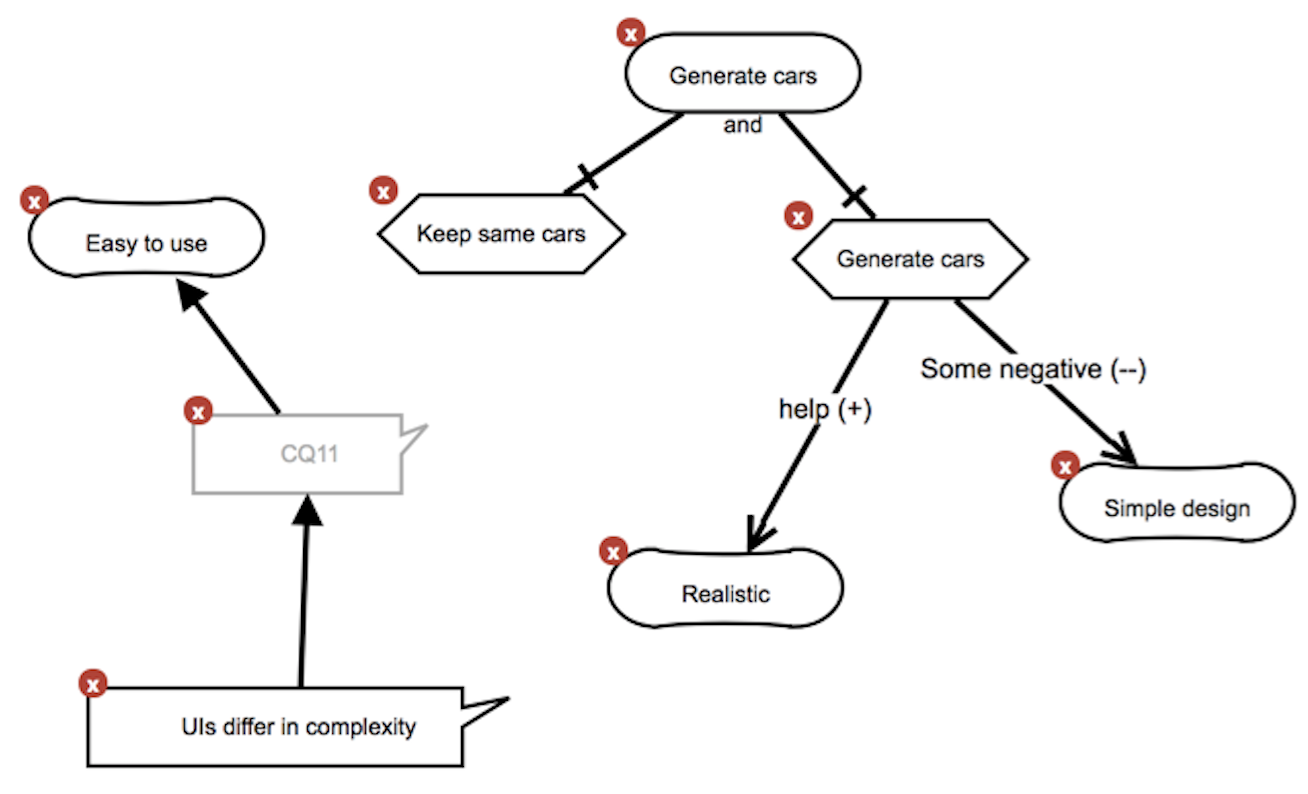 x
Generate cars
and
x
Keep same cars
x
Generate cars
x
Easy to use
Some negative (--)
help (+)
x
CQ11
x
Simple design
x
Realistic
x
UIs differ in complexity